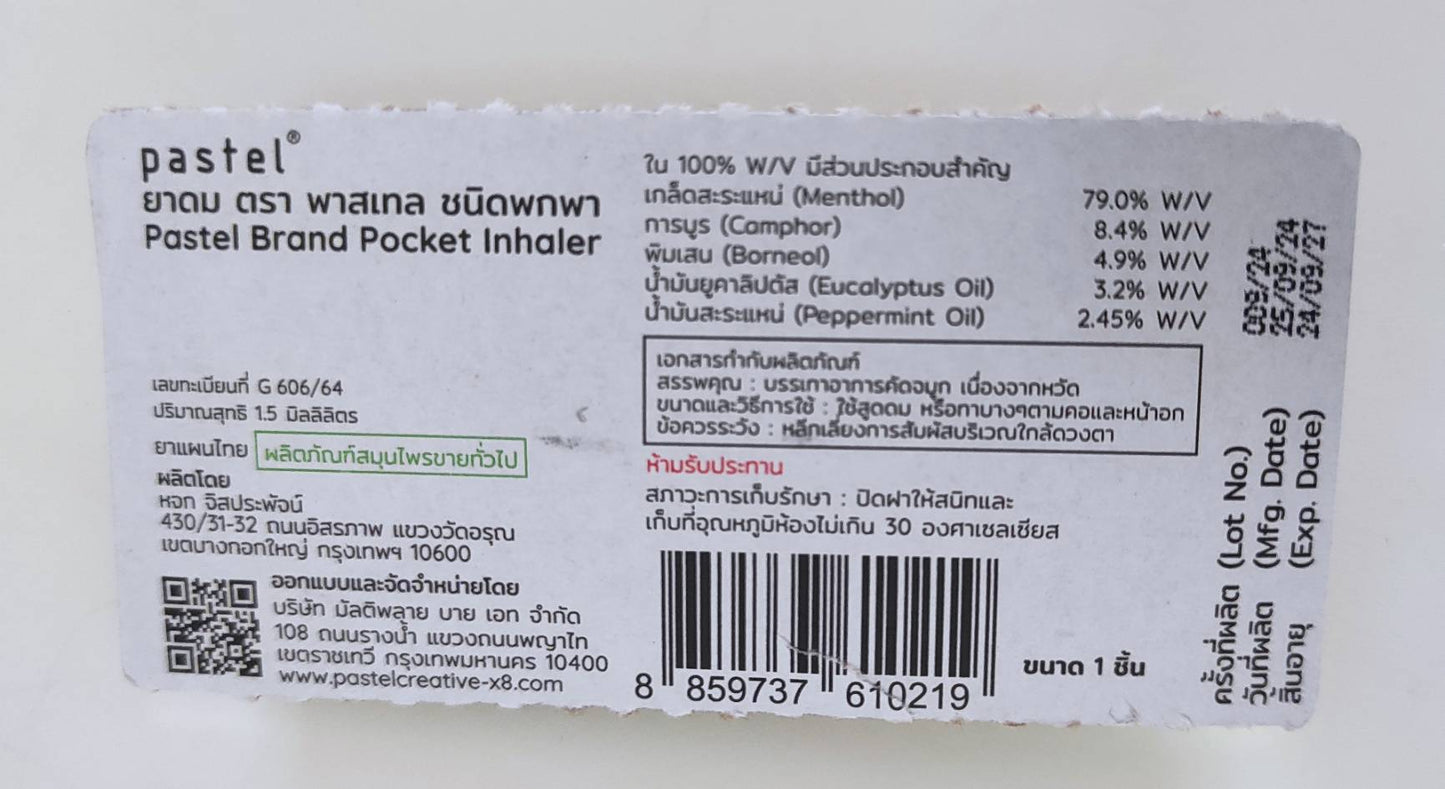 pastel®
ยาดม ตรา พาสเทล ชนิดพกพา
Pastel Brand Pocket Inhaler
เลขทะเบียนที่ G 606/64
ปริมาณสุทธิ 1.5 มิลลิลิตร
ยาแผนไทย ผลิตภัณฑ์สมุนไพรขายทั่วไป
ผลิตโดย
หจก จิสประพัจน์
430/31-32 ถนนอิสรภาพ แขวงวัดอรุณ
เขตบางกอกใหญ่ กรุงเทพฯ 10600
ออกแบบและจัดจำหน่ายโดย
บริษัท มัลติพลาย บาย เอท จำกัด
108 ถนนรางน้ำ แขวงถนนพญาไท
เขตราชเทวี กรุงเทพมหานคร 10400
www.pastelcreative-x8.com
ใน 100% W/V มีส่วนประกอบสำคัญ
เกล็ดสะระแหน่ (Menthol) 79.0% W/V
การบูร (Camphor) 8.4% W/V
พิมเสน (Borneol) 4.9% W/V
น้ำมันยูคาลิปตัส (Eucalyptus Oil) 3.2% W/V
น้ำมันสะระแหน่ (Peppermint Oil) 2.45% W/V
เอกสารกำกับผลิตภัณฑ์
สรรพคุณ : บรรเทาอาการคัดจมูก เนื่องจากหวัด
ขนาดและวิธีการใช้ : ใช้สูดดม หรือทาบางๆตามคอและหน้าอก
ข้อควรระวัง : หลีกเลี่ยงการสัมผัสบริเวณใกล้ดวงตา
ห้ามรับประทาน
สภาวะการเก็บรักษา : ปิดฝาให้สนิทและ
เก็บที่อุณหภูมิห้องไม่เกิน 30 องศาเซลเซียส
8 859737 610219
ขนาด 1 ชิ้น
ครั้งที่ผลิต (Lot No.) 009/24
วันที่ผลิต (Mfg. Date) 25/09/24
สิ้นอายุ (Exp. Date) 24/09/27